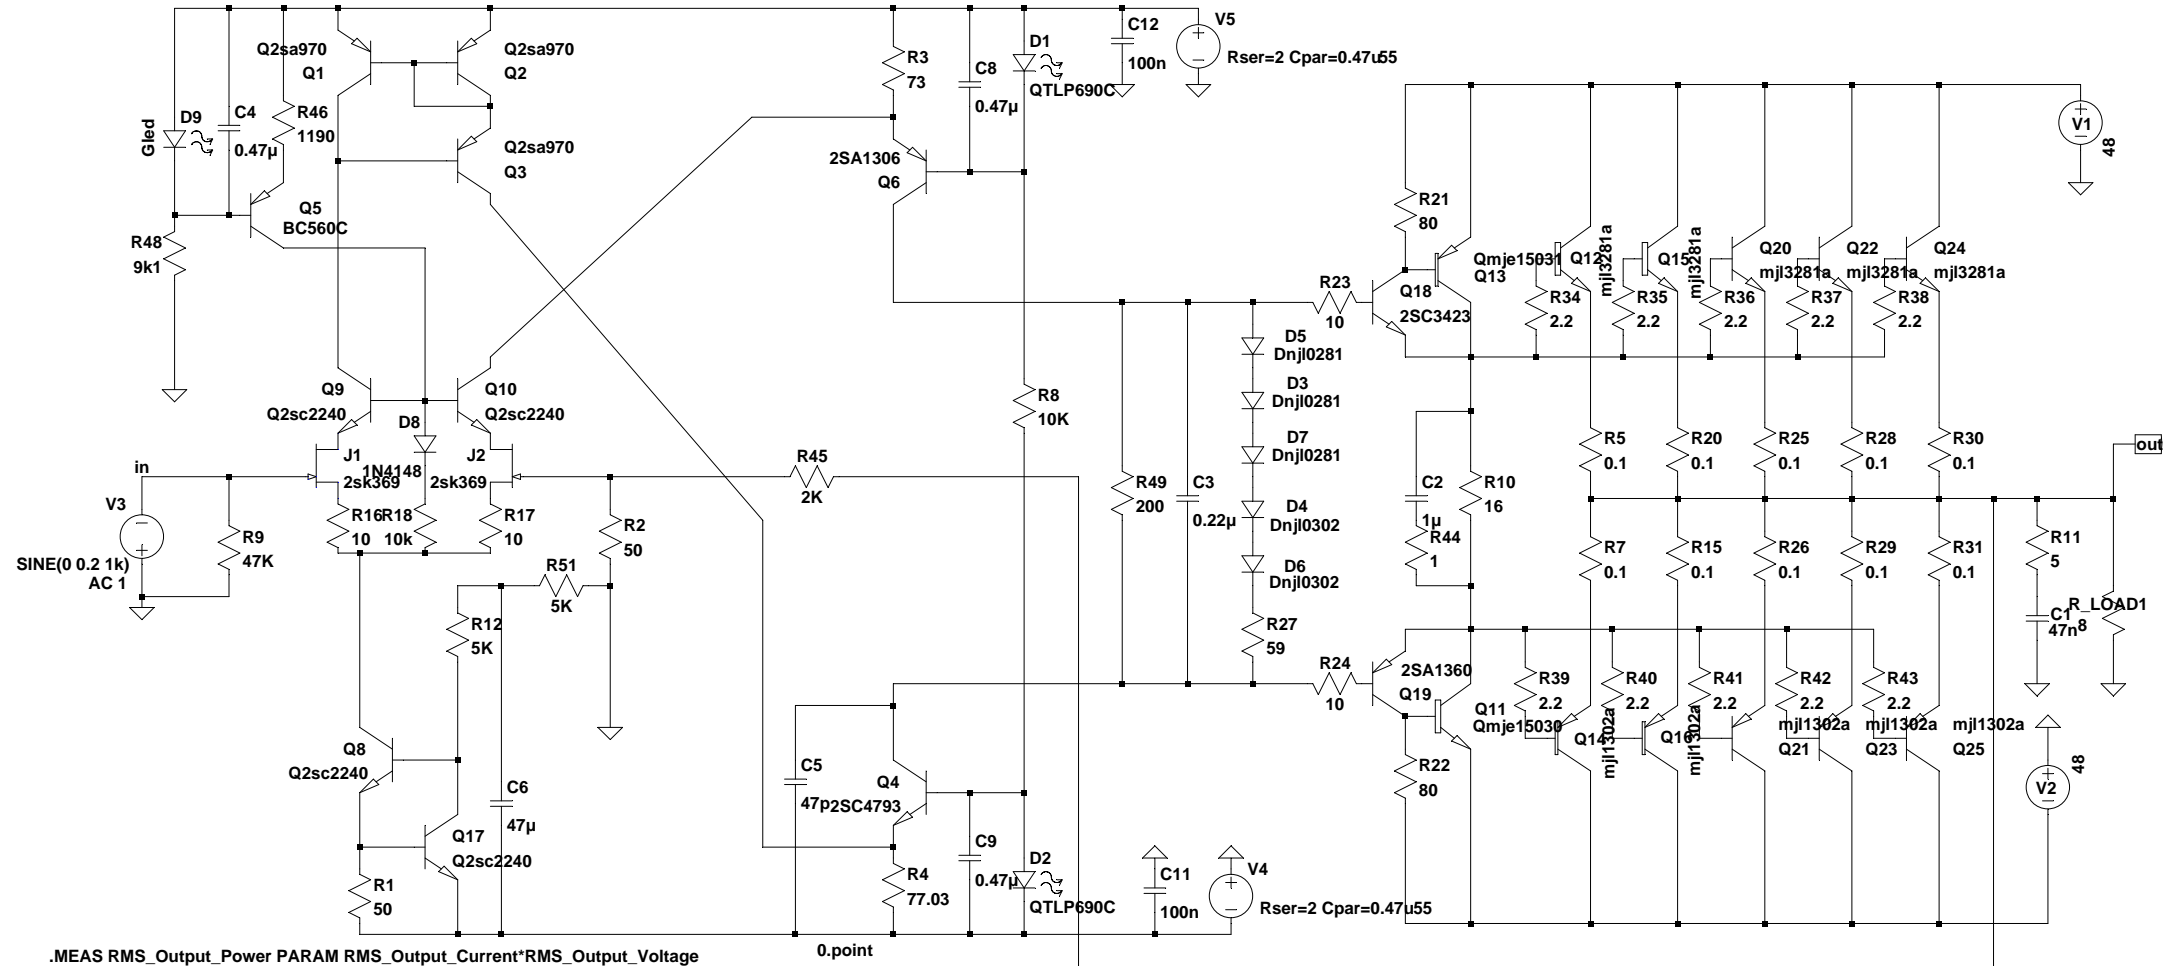 V5
Rser=2 Cpar=0.47u55
C12
100n
D1
QTLP690C
C8
0.47µ
R3
73
Q2sa970
Q1
Q2sa970
Q2
Q2sa970
Q3
R46
1190
C4
0.47µ
D9
Gled
Q5
BC560C
R48
9k1
2SA1306
Q6
V1
48
R21
80
Qmje15031
Q13
Q18
2SC3423
R23
10
Q12
mjl3281a
Q15
mjl3281a
Q20
mjl3281a
Q22
mjl3281a
Q24
mjl3281a
R34
2.2
R35
2.2
R36
2.2
R37
2.2
R38
2.2
D5
Dnjl0281
D3
Dnjl0281
D7
Dnjl0281
D4
Dnjl0302
D6
Dnjl0302
R27
59
R49
200
C3
0.22µ
R8
10K
Q9
Q2sc2240
Q10
Q2sc2240
D8
1N4148
J1
2sk369
J2
2sk369
in
V3
SINE(0 0.2 1k)
AC 1
R9
47K
R16
10
R18
10k
R17
10
R45
2K
R2
50
R51
5K
R12
5K
C2
1µ
R44
1
R10
16
R5
0.1
R20
0.1
R25
0.1
R28
0.1
R30
0.1
out
R7
0.1
R15
0.1
R26
0.1
R29
0.1
R31
0.1
R11
5
C1
47n
R_LOAD1
8
R24
10
2SA1360
Q19
Q11
Qmje15030
R39
2.2
R40
2.2
R41
2.2
R42
2.2
R43
2.2
Q14
mjl1302a
Q16
mjl1302a
mjl1302a
Q21
mjl1302a
Q23
mjl1302a
Q25
V2
48
R22
80
Q8
Q2sc2240
Q17
Q2sc2240
R1
50
C6
47µ
C5
47p
Q4
2SC4793
R4
77.03
C9
0.47µ
D2
QTLP690C
C11
100n
V4
Rser=2 Cpar=0.47u55
.MEAS RMS_Output_Power PARAM RMS_Output_Current*RMS_Output_Voltage
0.point